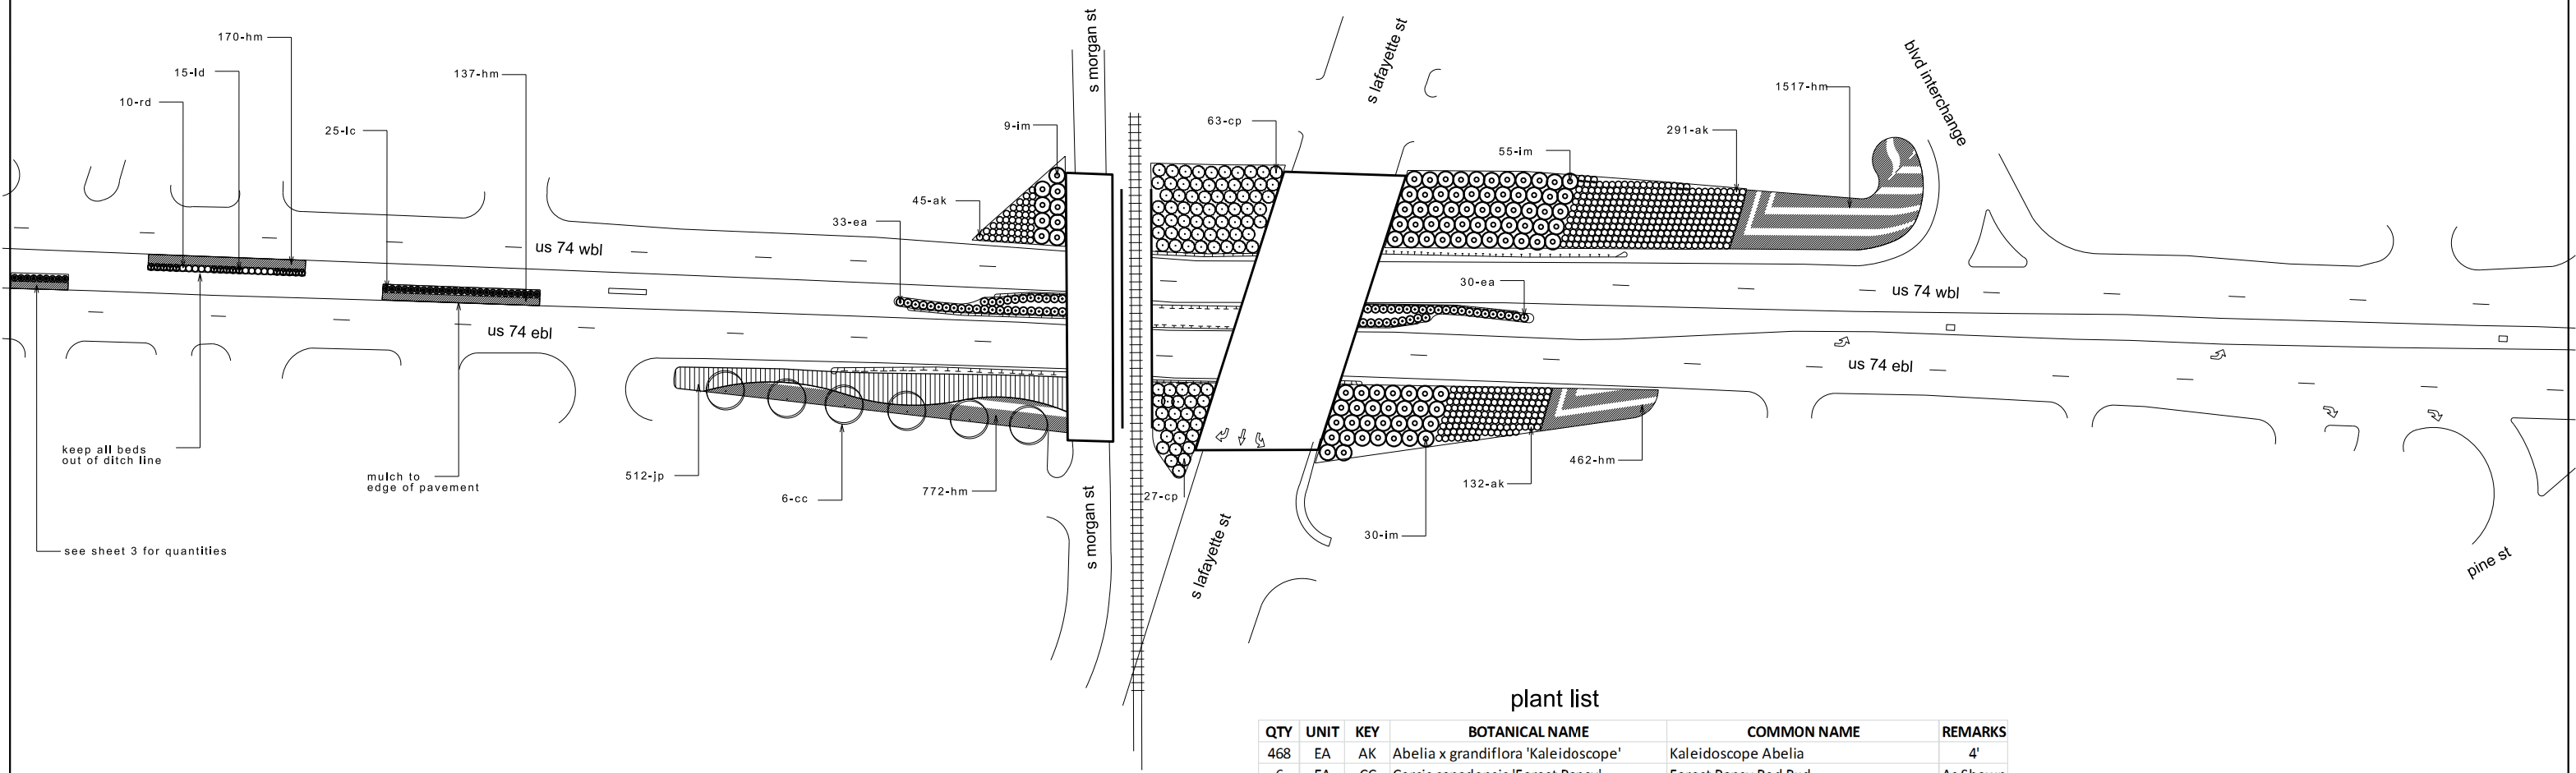 s morgan st
s lafayette st
blvd interchange
170-hm
15-ld
137-hm
10-rd
25-lc
9-im
63-cp
1517-hm
291-ak
55-im
45-ak
33-ea
us 74 wbl
30-ea
us 74 wbl
us 74 ebl
us 74 ebl
keep all beds
out of ditch line
mulch to
edge of pavement
512-jp
6-cc
772-hm
27-cp
462-hm
132-ak
30-im
see sheet 3 for quantities
s morgan st
s lafayette st
pine st
plant list
QTY UNIT KEY BOTANICAL NAME COMMON NAME REMARKS
468 EA AK Abelia x grandiflora 'Kaleidoscope' Kaleidoscope Abelia 4'